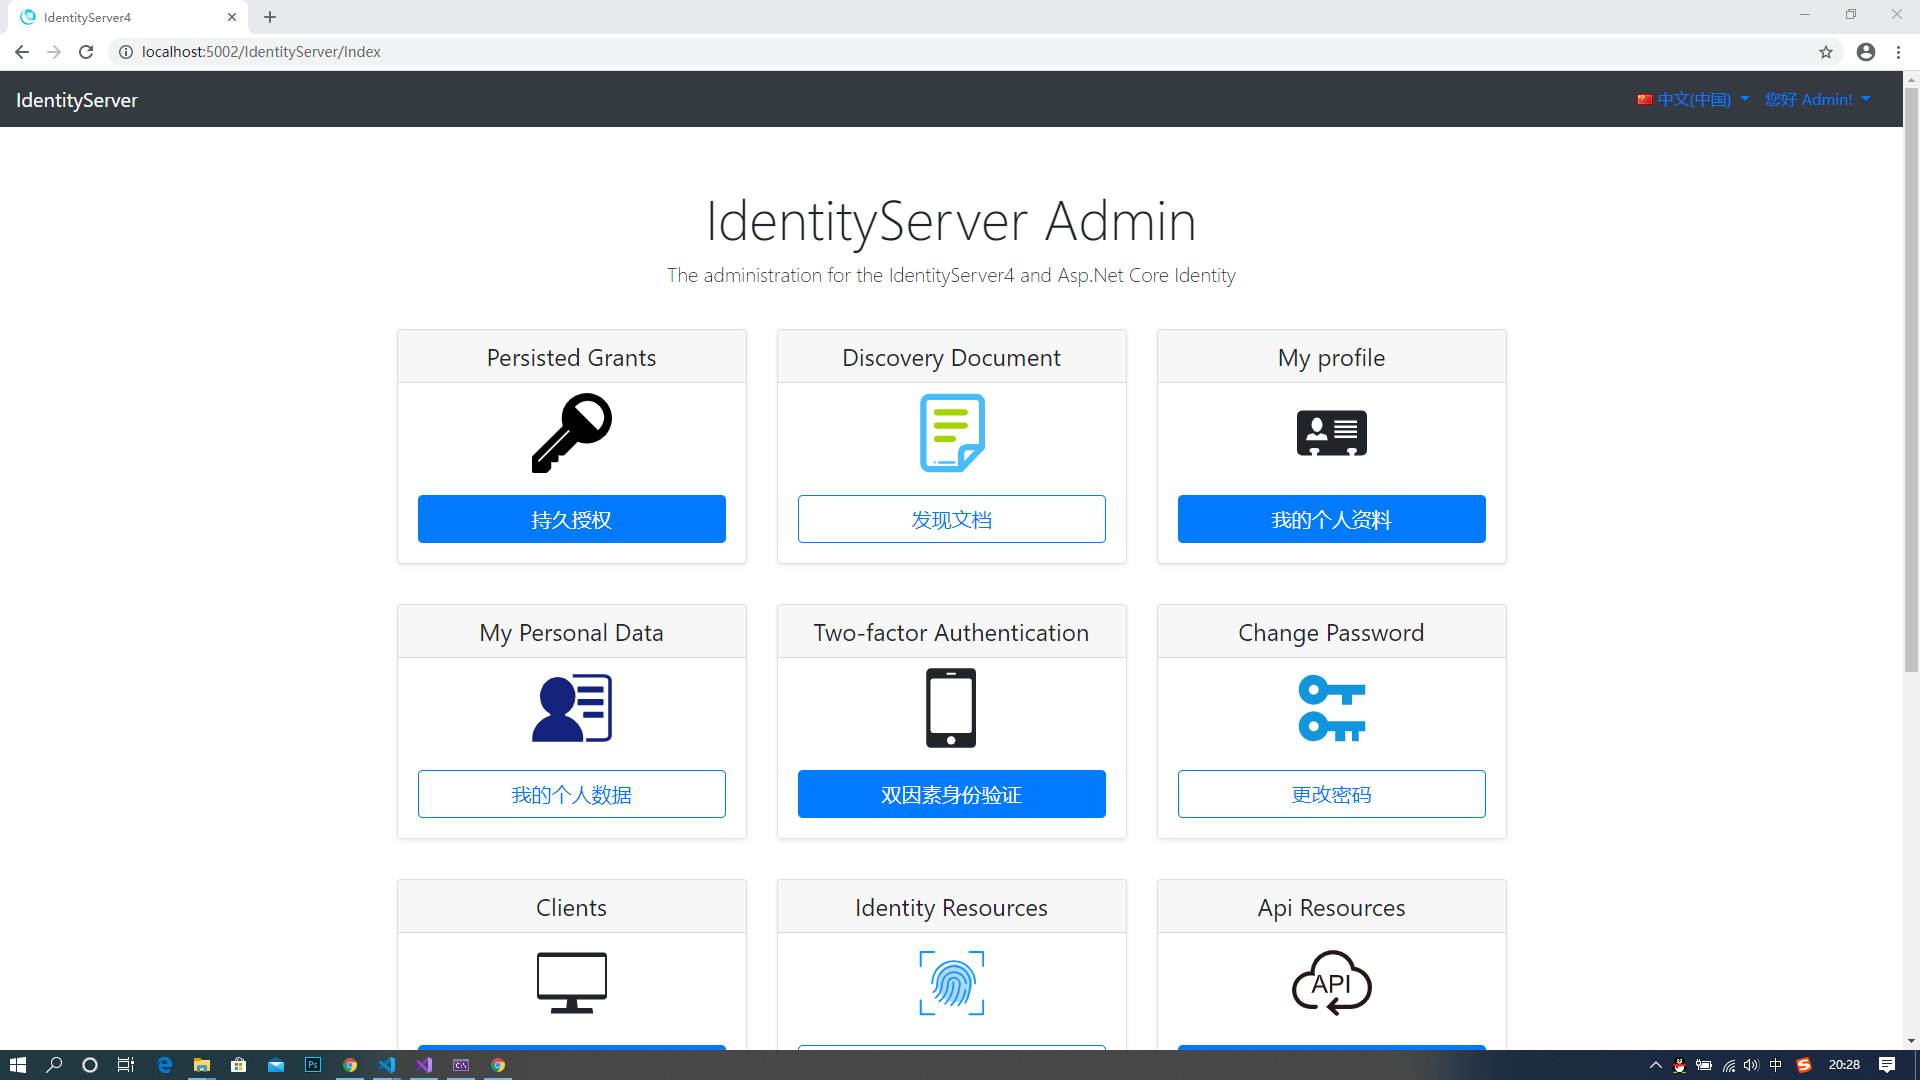 IdentityServer4
localhost:5002/IdentityServer/Index
IdentityServer
中文(中国)
您好 Admin!
IdentityServer Admin
The administration for the IdentityServer4 and Asp.Net Core Identity
Persisted Grants
Discovery Document
My profile
持久授权
发现文档
我的个人资料
My Personal Data
Two-factor Authentication
Change Password
我的个人数据
双因素身份验证
更改密码
Clients
Identity Resources
Api Resources
API
Ps
C:\
中
S
20:28